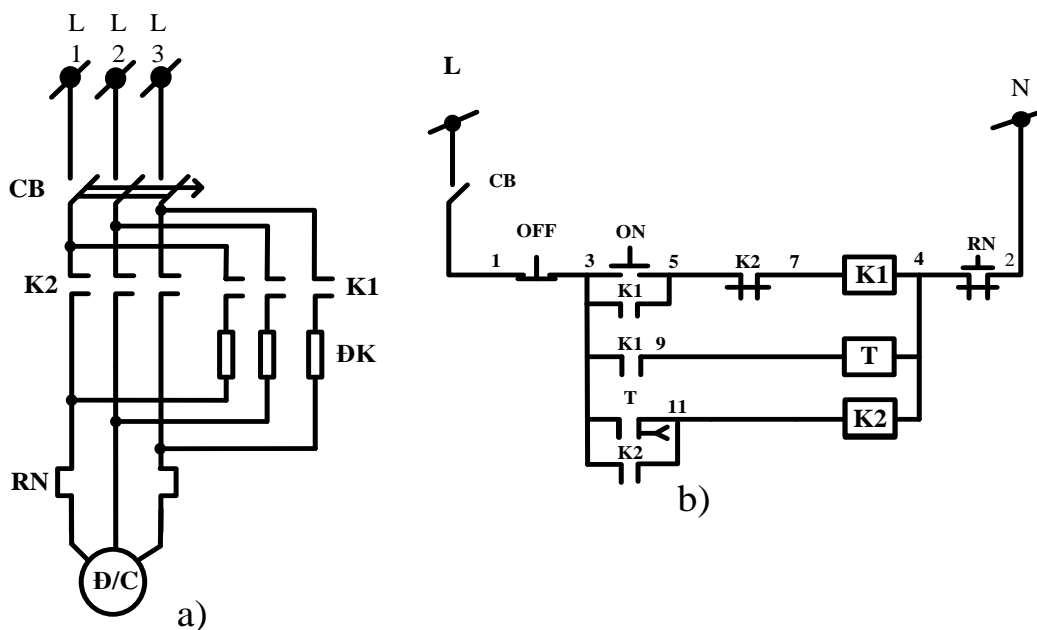 L L L
1 2 3
CB
K2
K1
ĐK
RN
Đ/C
a)
L
N
CB
OFF ON
1 3 5 K2 7 K1 4 RN 2
K1
K1 9 T
T 11 K2
K2
b)